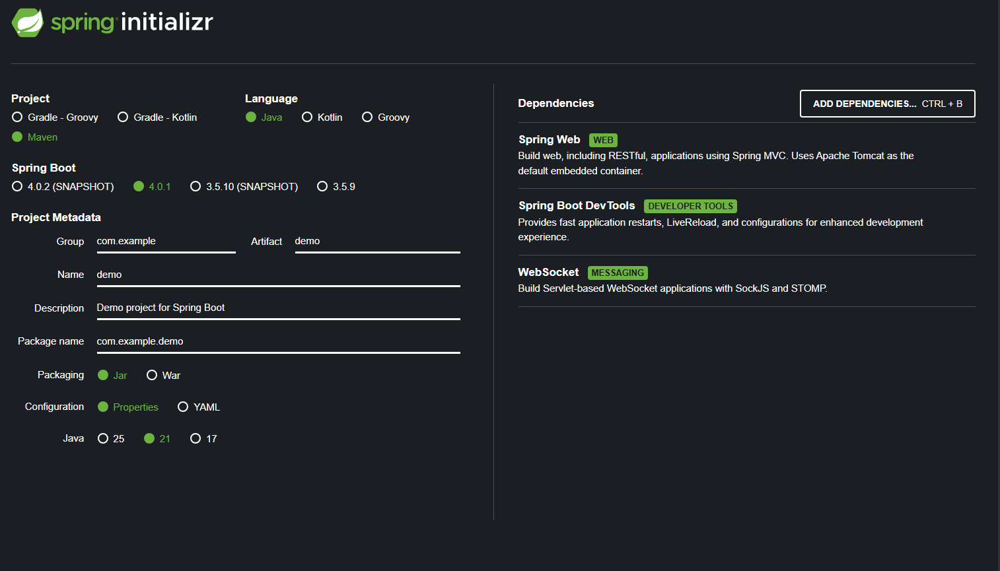 spring initializr
Project
Gradle - Groovy Gradle - Kotlin
Maven
Language
Java Kotlin Groovy
Spring Boot
4.0.2 (SNAPSHOT) 4.0.1 3.5.10 (SNAPSHOT) 3.5.9
Project Metadata
Group com.example Artifact demo
Name demo
Description Demo project for Spring Boot
Package name com.example.demo
Packaging Jar War
Configuration Properties YAML
Java 25 21 17
Dependencies ADD DEPENDENCIES... CTRL + B
Spring Web WEB
Build web, including RESTful, applications using Spring MVC. Uses Apache Tomcat as the
default embedded container.
Spring Boot DevTools DEVELOPER TOOLS
Provides fast application restarts, LiveReload, and configurations for enhanced development
experience.
WebSocket MESSAGING
Build Servlet-based WebSocket applications with SockJS and STOMP.